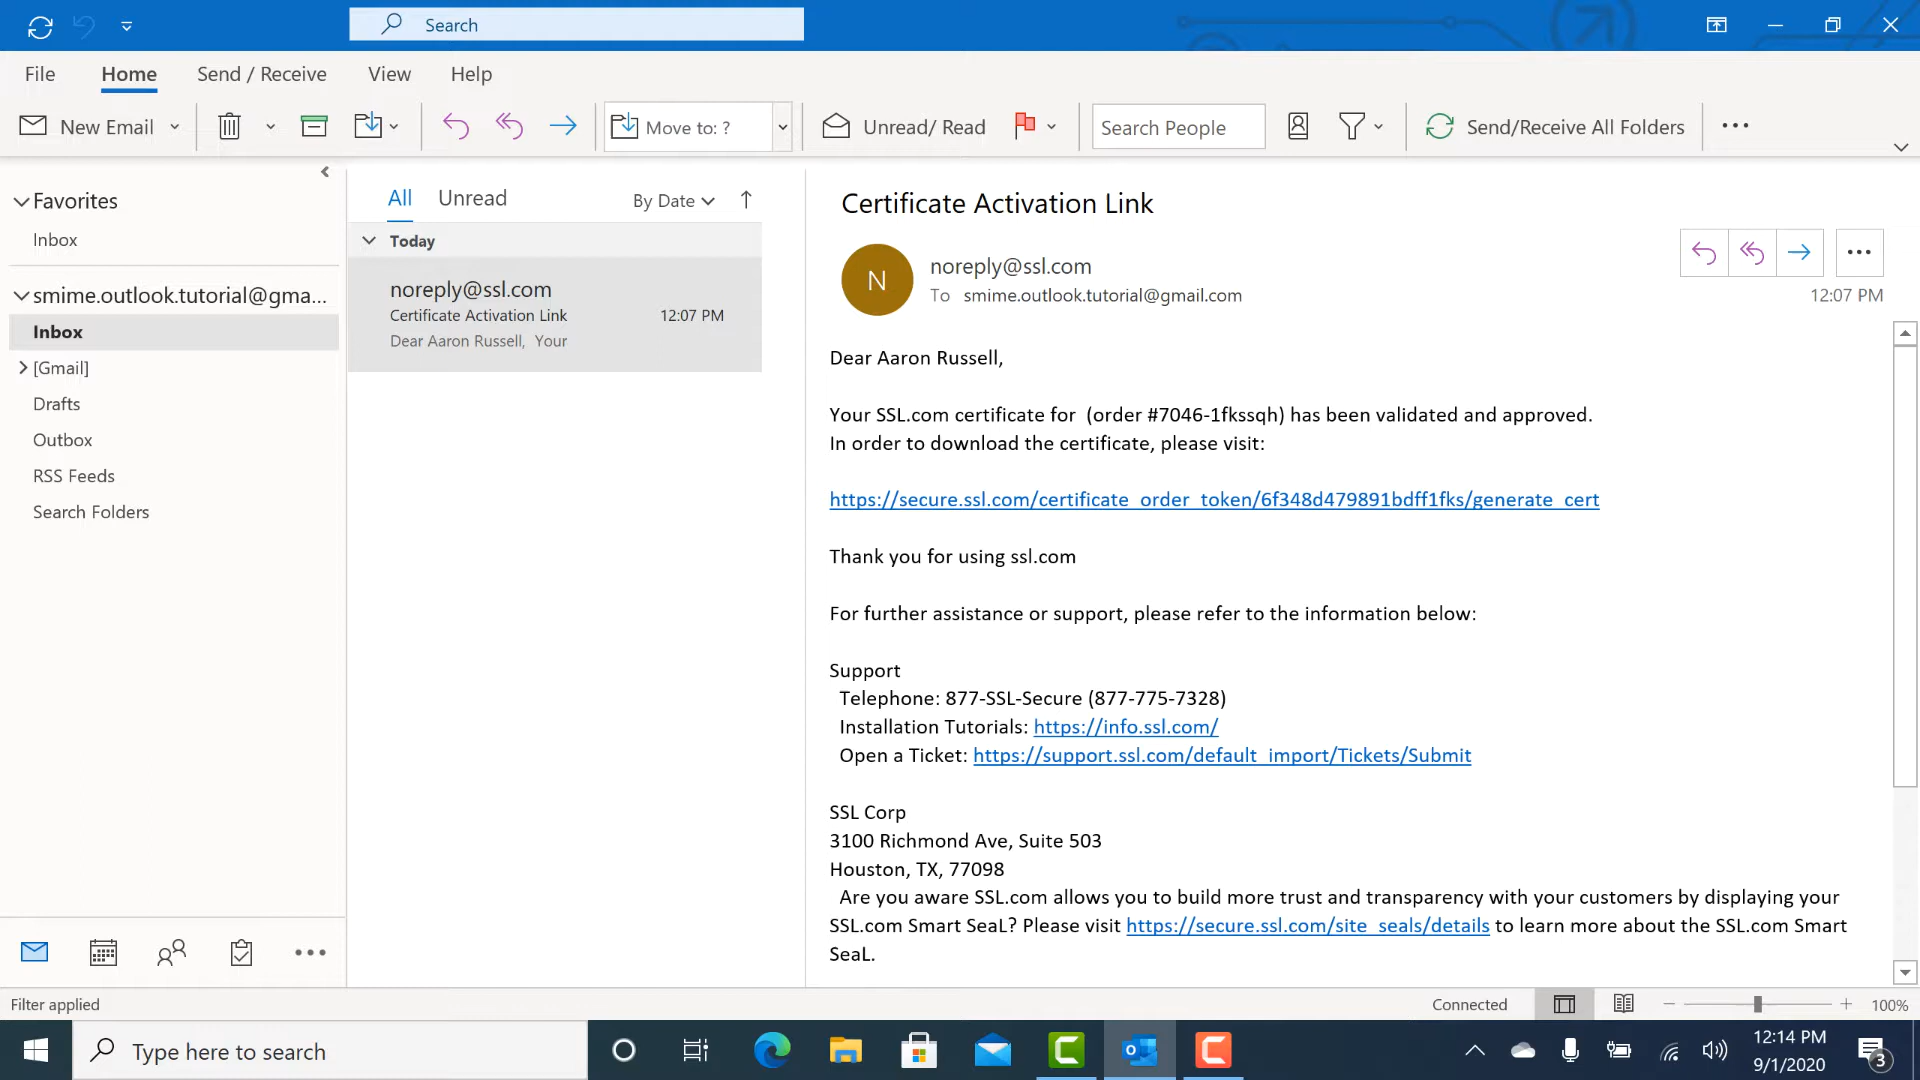 Search
File Home Send / Receive View Help
New Email Move to: ? Unread/ Read Search People Send/Receive All Folders
Favorites
Inbox
smime.outlook.tutorial@gma...
Inbox
[Gmail]
Drafts
Outbox
RSS Feeds
Search Folders
All Unread By Date
Today
noreply@ssl.com
Certificate Activation Link 12:07 PM
Dear Aaron Russell, Your
Certificate Activation Link
N
noreply@ssl.com
To smime.outlook.tutorial@gmail.com
12:07 PM
Dear Aaron Russell,
Your SSL.com certificate for (order #7046-1fkssqh) has been validated and approved.
In order to download the certificate, please visit:
https://secure.ssl.com/certificate_order_token/6f348d479891bdff1fks/generate_cert
Thank you for using ssl.com
For further assistance or support, please refer to the information below:
Support
Telephone: 877-SSL-Secure (877-775-7328)
Installation Tutorials: https://info.ssl.com/
Open a Ticket: https://support.ssl.com/default_import/Tickets/Submit
SSL Corp
3100 Richmond Ave, Suite 503
Houston, TX, 77098
Are you aware SSL.com allows you to build more trust and transparency with your customers by displaying your
SSL.com Smart SeaL? Please visit https://secure.ssl.com/site_seals/details to learn more about the SSL.com Smart
SeaL.
Filter applied
Connected
100%
Type here to search
12:14 PM
9/1/2020
3